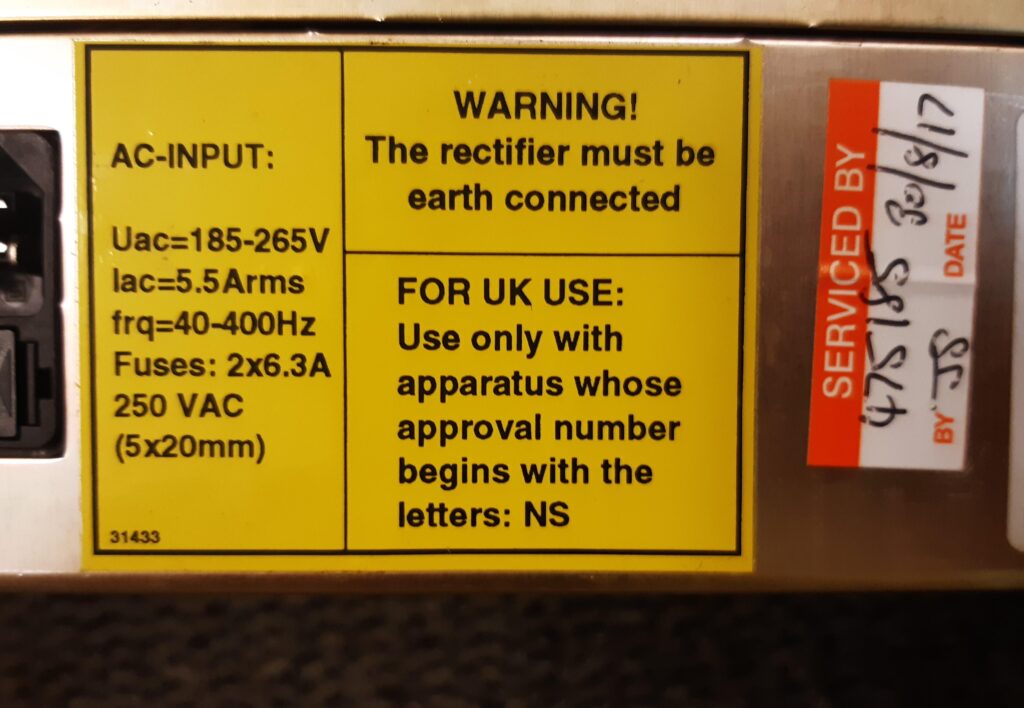 AC-INPUT:
Uac=185-265V
Iac=5.5Arms
frq=40-400Hz
Fuses: 2x6.3A
250 VAC
(5x20mm)
31433
WARNING!
The rectifier must be
earth connected
FOR UK USE:
Use only with
apparatus whose
approval number
begins with the
letters: NS
SERVICED BY
475185 30/8/17
BY JS DATE